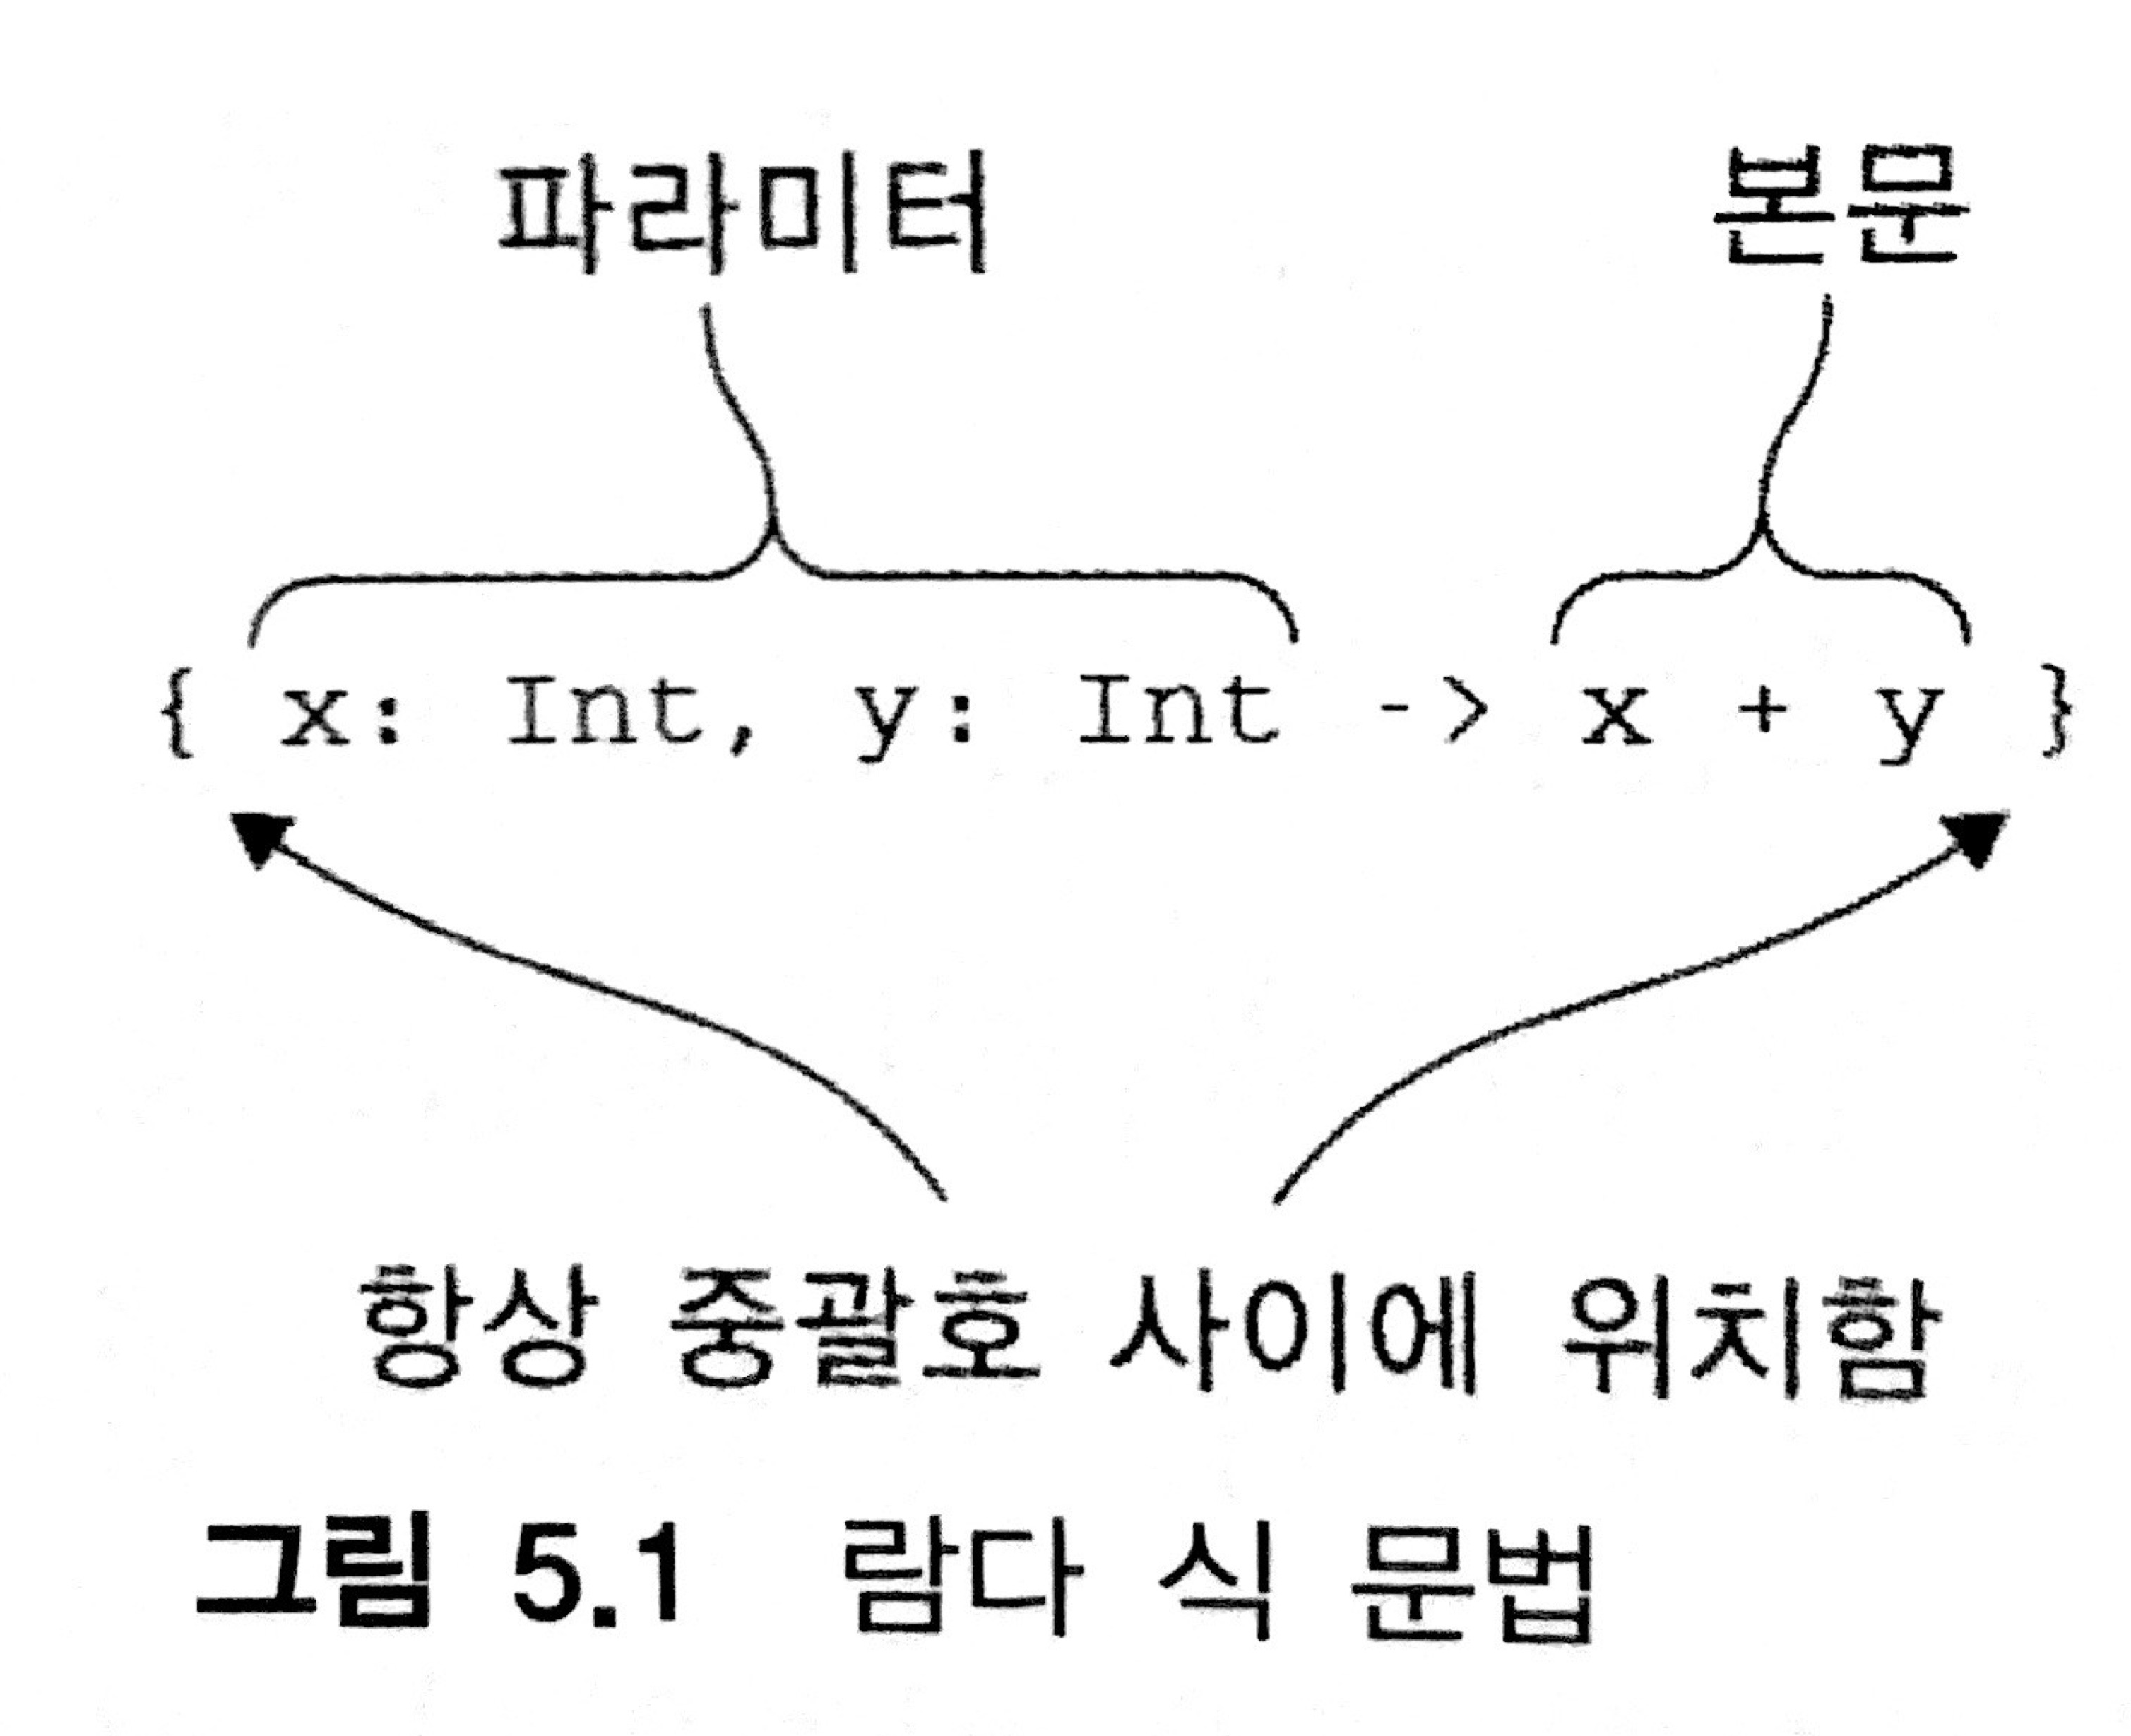 파라미터 본문
{ x: Int, y: Int -> x + y }
항상 중괄호 사이에 위치함
그림 5.1 람다 식 문법